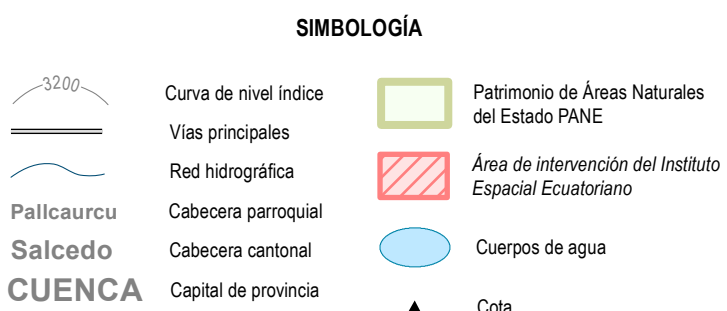 SIMBOLOGÍA
3200
Curva de nivel índice
Vías principales
Red hidrográfica
Pallcaurcu
Cabecera parroquial
Salcedo
Cabecera cantonal
CUENCA
Capital de provincia
Patrimonio de Áreas Naturales
del Estado PANE
Área de intervención del Instituto
Espacial Ecuatoriano
Cuerpos de agua
Cota